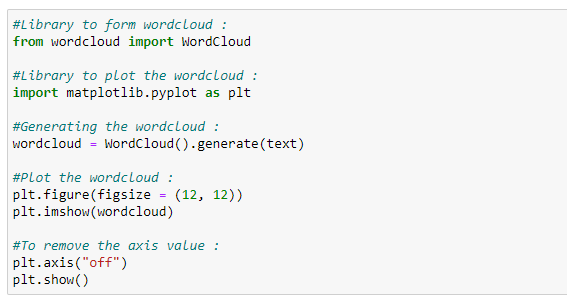 #Library to form wordcloud :
from wordcloud import WordCloud
#Library to plot the wordcloud :
import matplotlib.pyplot as plt
#Generating the wordcloud :
wordcloud = WordCloud().generate(text)
#Plot the wordcloud :
plt.figure(figsize = (12, 12))
plt.imshow(wordcloud)
#To remove the axis value :
plt.axis("off")
plt.show()